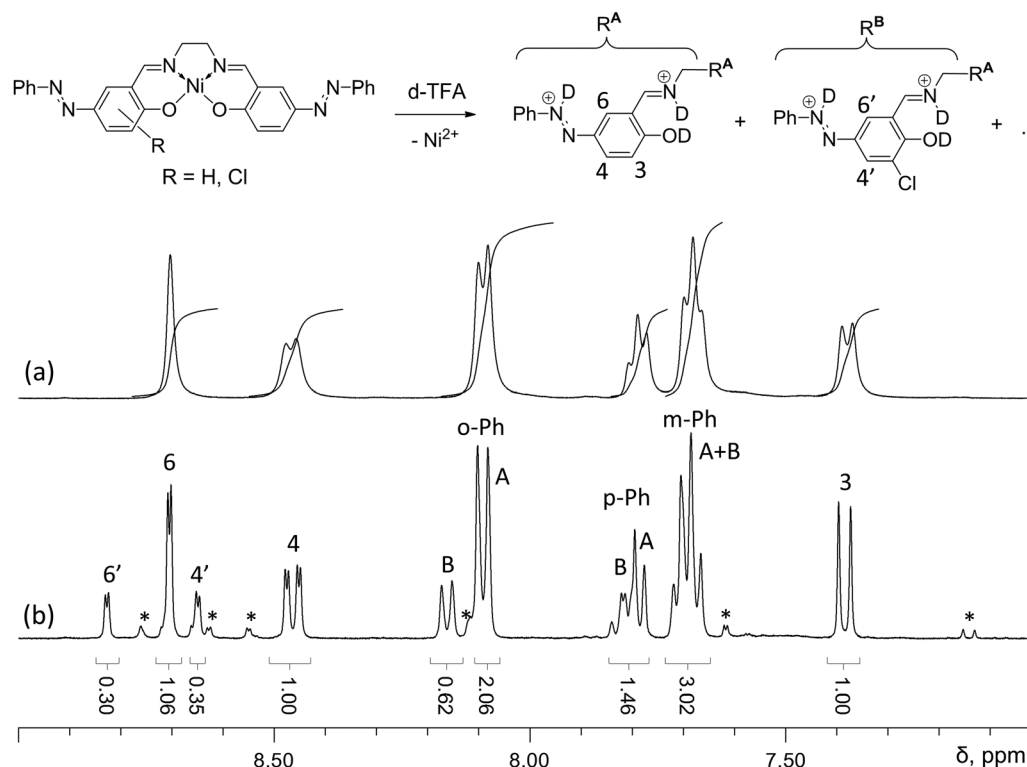 R^A
R^B
Ph N N N Ni N O O N N Ph
R
R = H, Cl
d-TFA
- Ni2+
Ph N D N 6 4 3 OD N D R^A
+
Ph N D N 6' 4' Cl OD N D R^A
+ .
(a)
(b)
6'
*
6
4'
*
*
4
B
*
o-Ph
A
p-Ph
B
A
m-Ph
A+B
*
3
*
0.30
1.06
0.35
1.00
0.62
2.06
1.46
3.02
1.00
8.50
8.00
7.50
δ, ppm